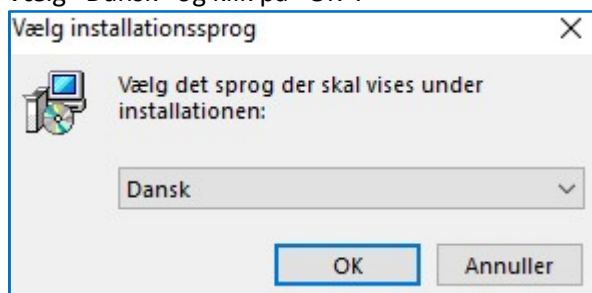 Vælg installationssprog
Vælg det sprog der skal vises under
installationen:
Dansk
OK
Annuller